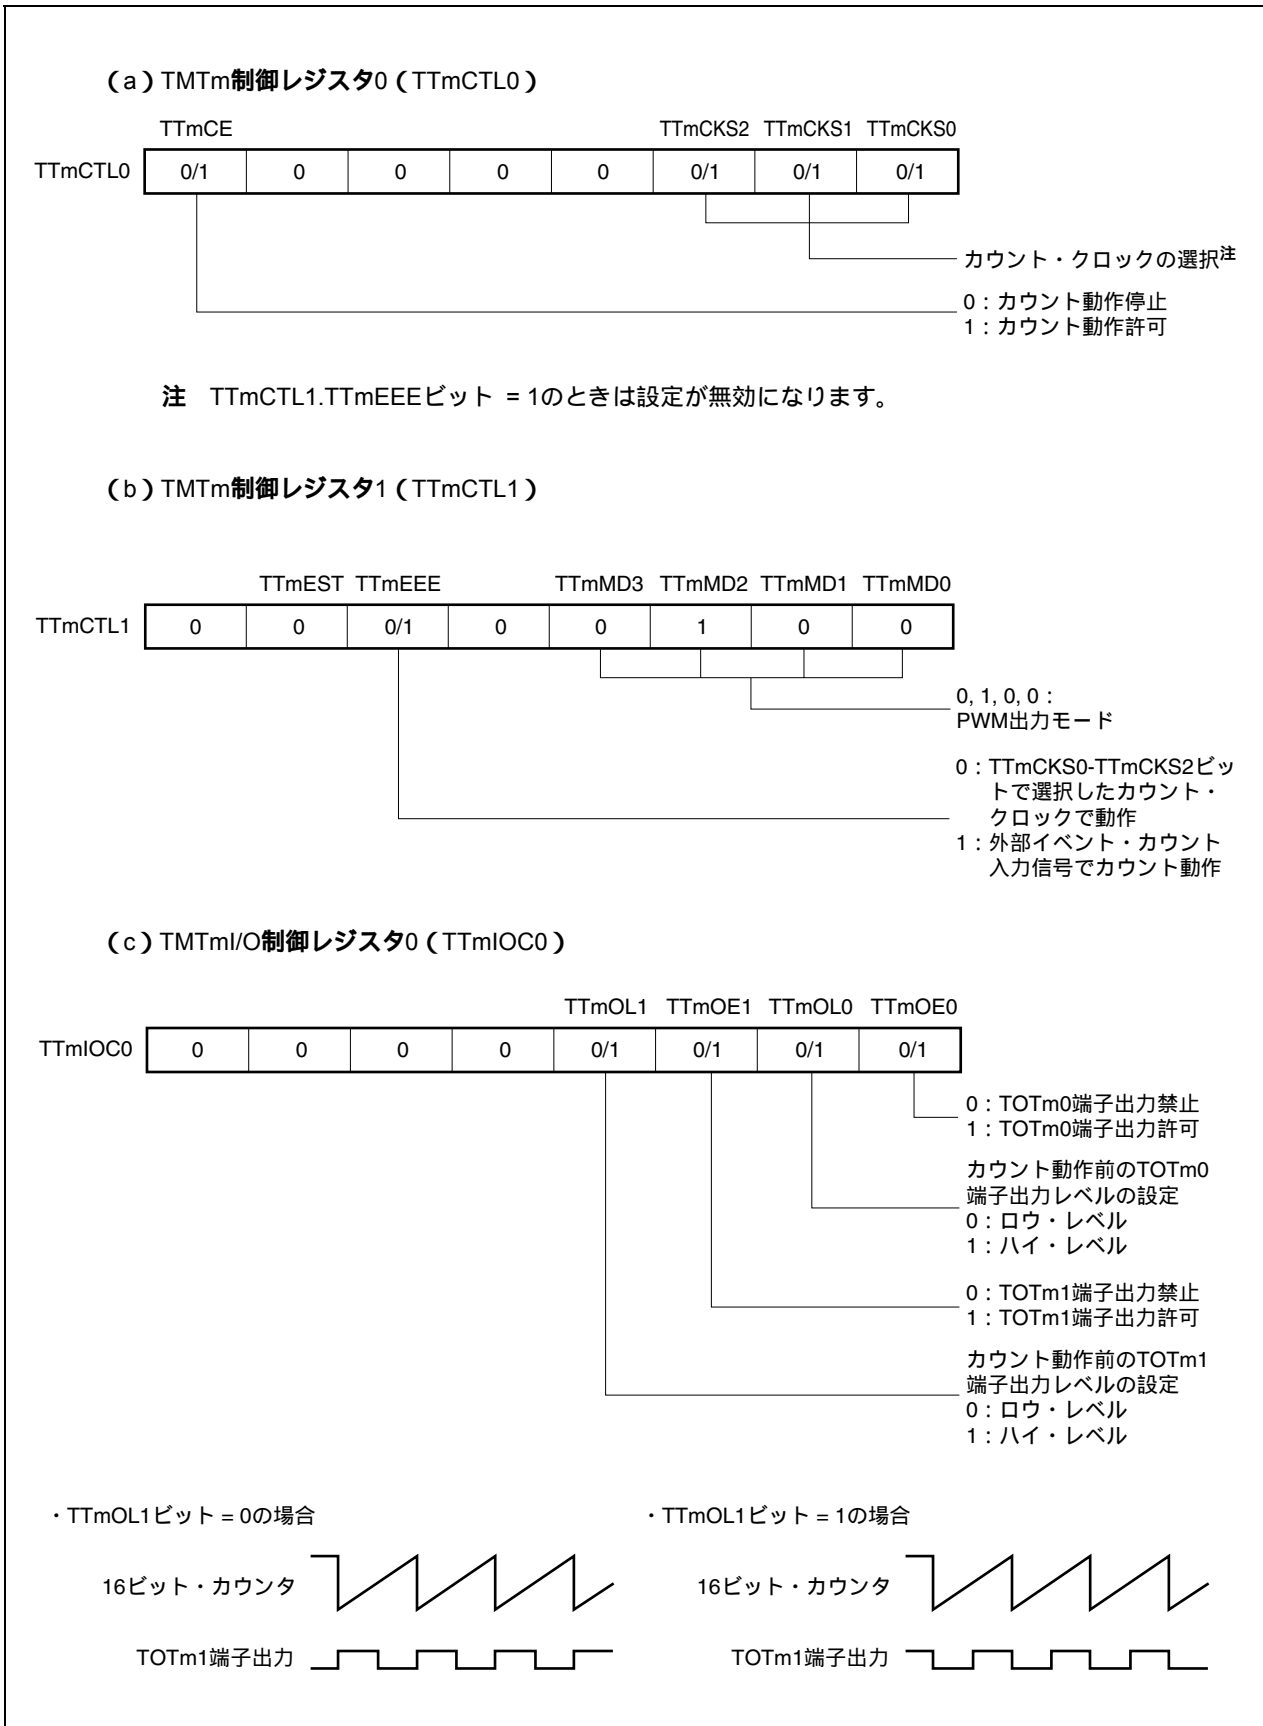 （a）TMTm制御レジスタ0（TTmCTL0）
TTmCE TTmCKS2 TTmCKS1 TTmCKS0
TTmCTL0 0/1 0 0 0 0 0/1 0/1 0/1
カウント・クロックの選択注
0：カウント動作停止
1：カウント動作許可
注 TTmCTL1.TTmEEEビット = 1のときは設定が無効になります。
（b）TMTm制御レジスタ1（TTmCTL1）
TTmEST TTmEEE TTmMD3 TTmMD2 TTmMD1 TTmMD0
TTmCTL1 0 0 0/1 0 0 1 0 0
0, 1, 0, 0：
PWM出力モード
0：TTmCKS0-TTmCKS2ビッ
トで選択したカウント・
クロックで動作
1：外部イベント・カウント
入力信号でカウント動作
（c）TMTmI/O制御レジスタ0（TTmIOC0）
TTmOL1 TTmOE1 TTmOL0 TTmOE0
TTmIOC0 0 0 0 0 0/1 0/1 0/1 0/1
0：TOTm0端子出力禁止
1：TOTm0端子出力許可
カウント動作前のTOTm0
端子出力レベルの設定
0：ロウ・レベル
1：ハイ・レベル
0：TOTm1端子出力禁止
1：TOTm1端子出力許可
カウント動作前のTOTm1
端子出力レベルの設定
0：ロウ・レベル
1：ハイ・レベル
・TTmOL1ビット = 0の場合
16ビット・カウンタ
TOTm1端子出力
・TTmOL1ビット = 1の場合
16ビット・カウンタ
TOTm1端子出力